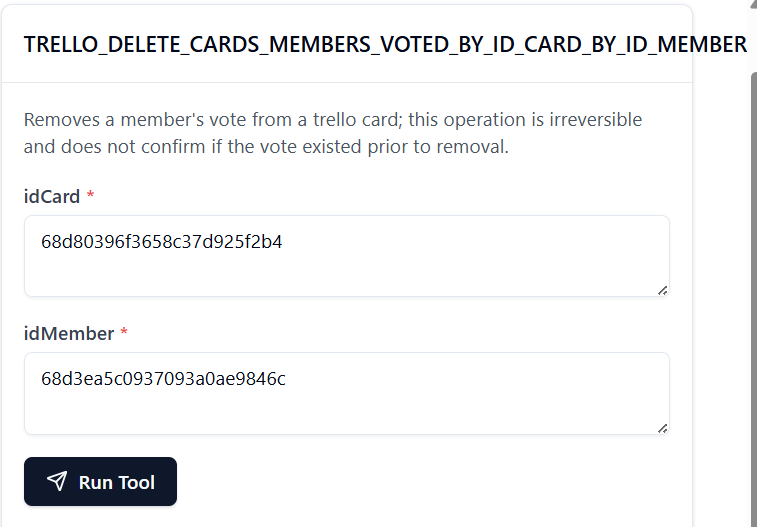 TRELLO_DELETE_CARDS_MEMBERS_VOTED_BY_ID_CARD_BY_ID_MEMBER
Removes a member's vote from a trello card; this operation is irreversible
and does not confirm if the vote existed prior to removal.
idCard *
68d80396f3658c37d925f2b4
idMember *
68d3ea5c0937093a0ae9846c
Run Tool